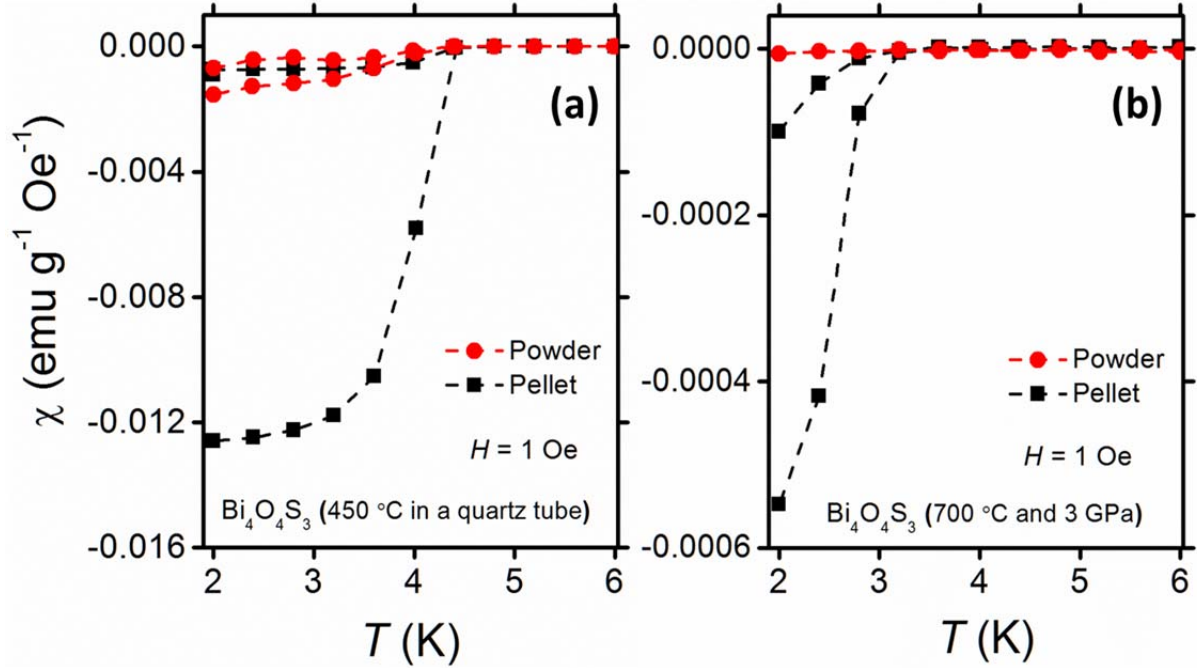 χ (emu g⁻¹ Oe⁻¹)
0.000
-0.004
-0.008
-0.012
-0.016
(a)
Powder
Pellet
H = 1 Oe
Bi₄O₄S₃ (450 °C in a quartz tube)
2 3 4 5 6
T (K)
0.0000
-0.0002
-0.0004
-0.0006
(b)
Powder
Pellet
H = 1 Oe
Bi₄O₄S₃ (700 °C and 3 GPa)
2 3 4 5 6
T (K)